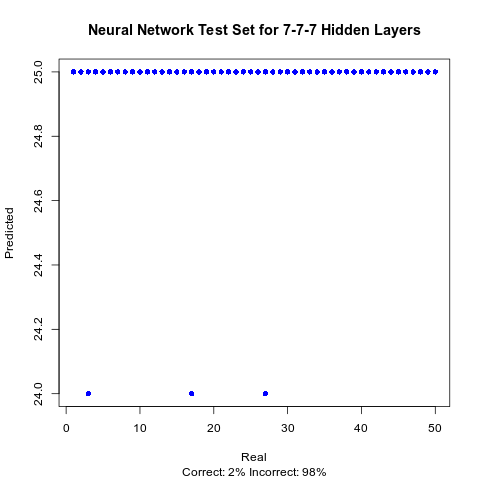 Neural Network Test Set for 7-7-7 Hidden Layers
25.0
24.8
24.6
24.4
24.2
24.0
Predicted
0 10 20 30 40 50
Real
Correct: 2% Incorrect: 98%